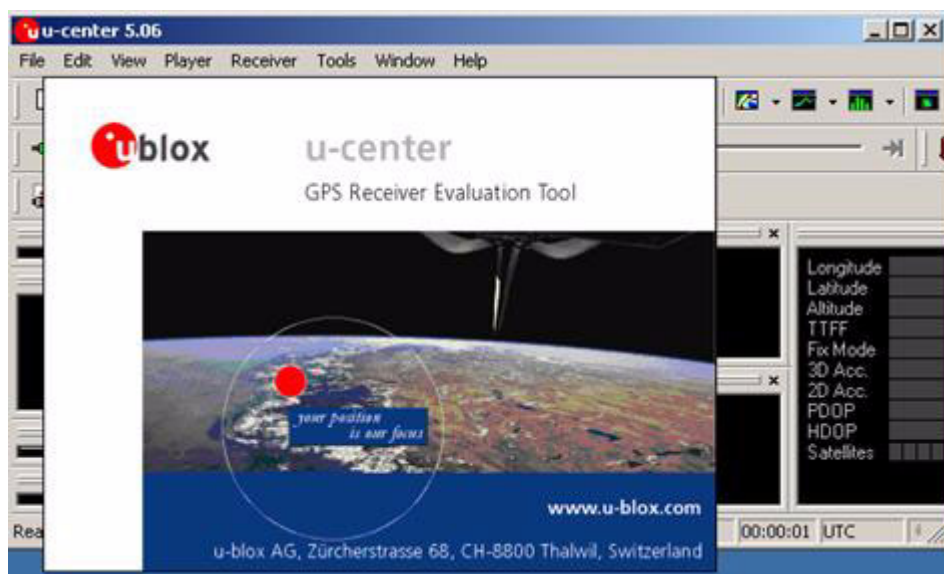 u-center 5.06
File Edit View Player Receiver Tools Window Help
ublox
u-center
GPS Receiver Evaluation Tool
your position
is our focus
www.u-blox.com
u-blox AG, Zürcherstrasse 68, CH-8800 Thalwil, Switzerland
Longitude
Latitude
Altitude
TTFF
Fix Mode
3D Acc.
2D Acc.
PDOP
HDOP
Satellites
Rea
00:00:01 UTC